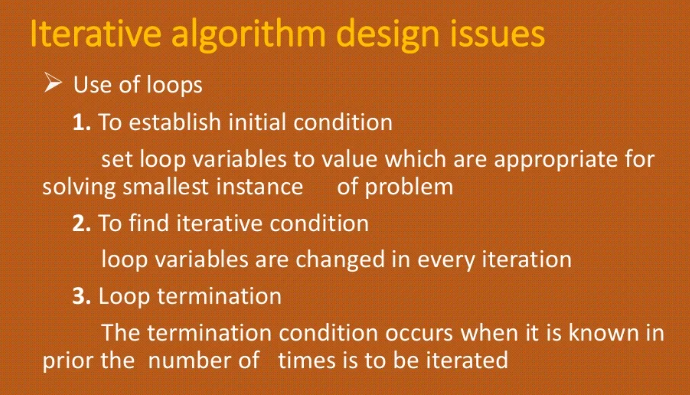 Iterative algorithm design issues
➢ Use of loops
1. To establish initial condition
set loop variables to value which are appropriate for
solving smallest instance of problem
2. To find iterative condition
loop variables are changed in every iteration
3. Loop termination
The termination condition occurs when it is known in
prior the number of times is to be iterated